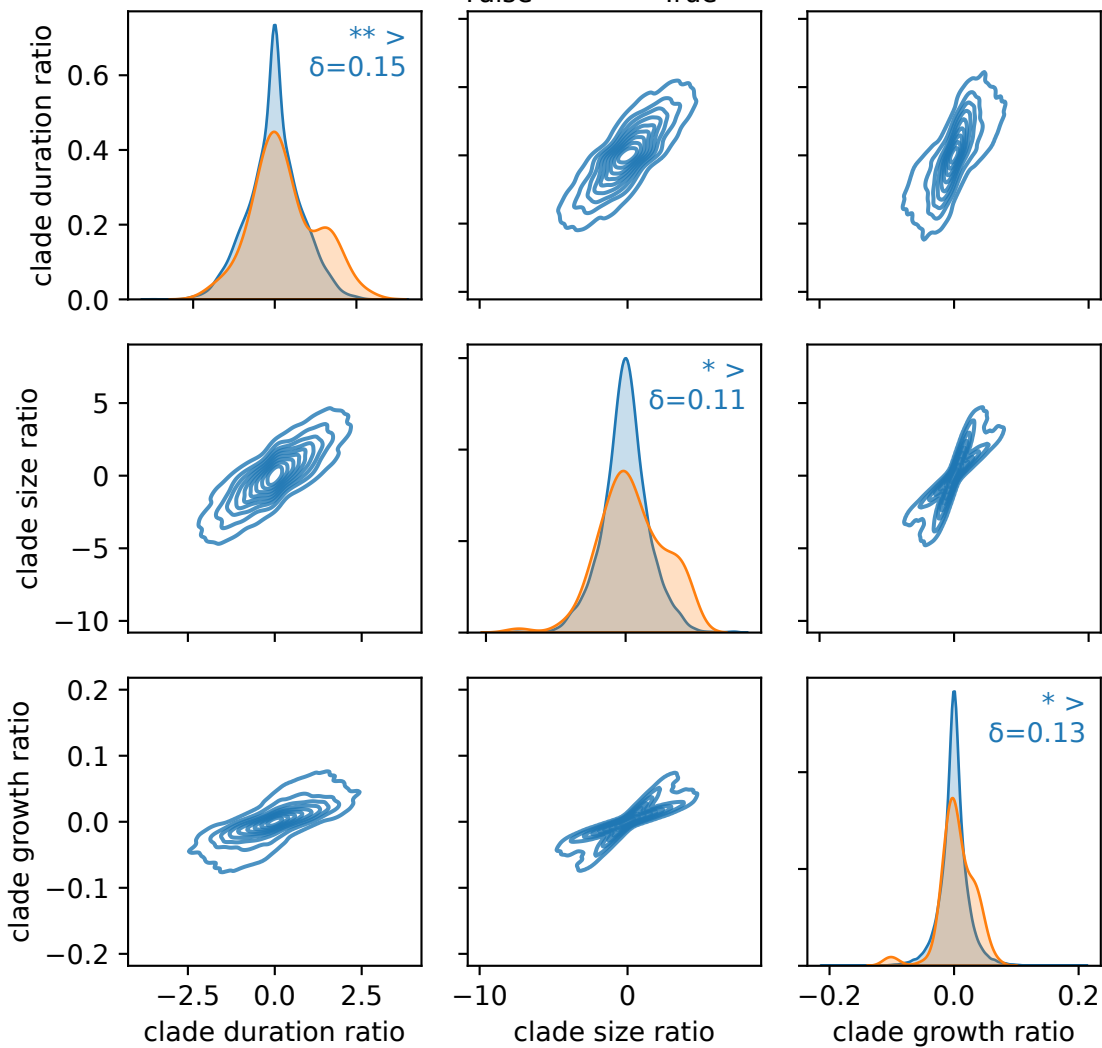 False True
clade duration ratio
0.6
0.4
0.2
0.0
** >
δ=0.15
clade size ratio
5
0
−5
−10
* >
δ=0.11
clade growth ratio
0.2
0.1
0.0
−0.1
−0.2
* >
δ=0.13
−2.5 0.0 2.5
−10 0
−0.2 0.0 0.2
clade duration ratio
clade size ratio
clade growth ratio